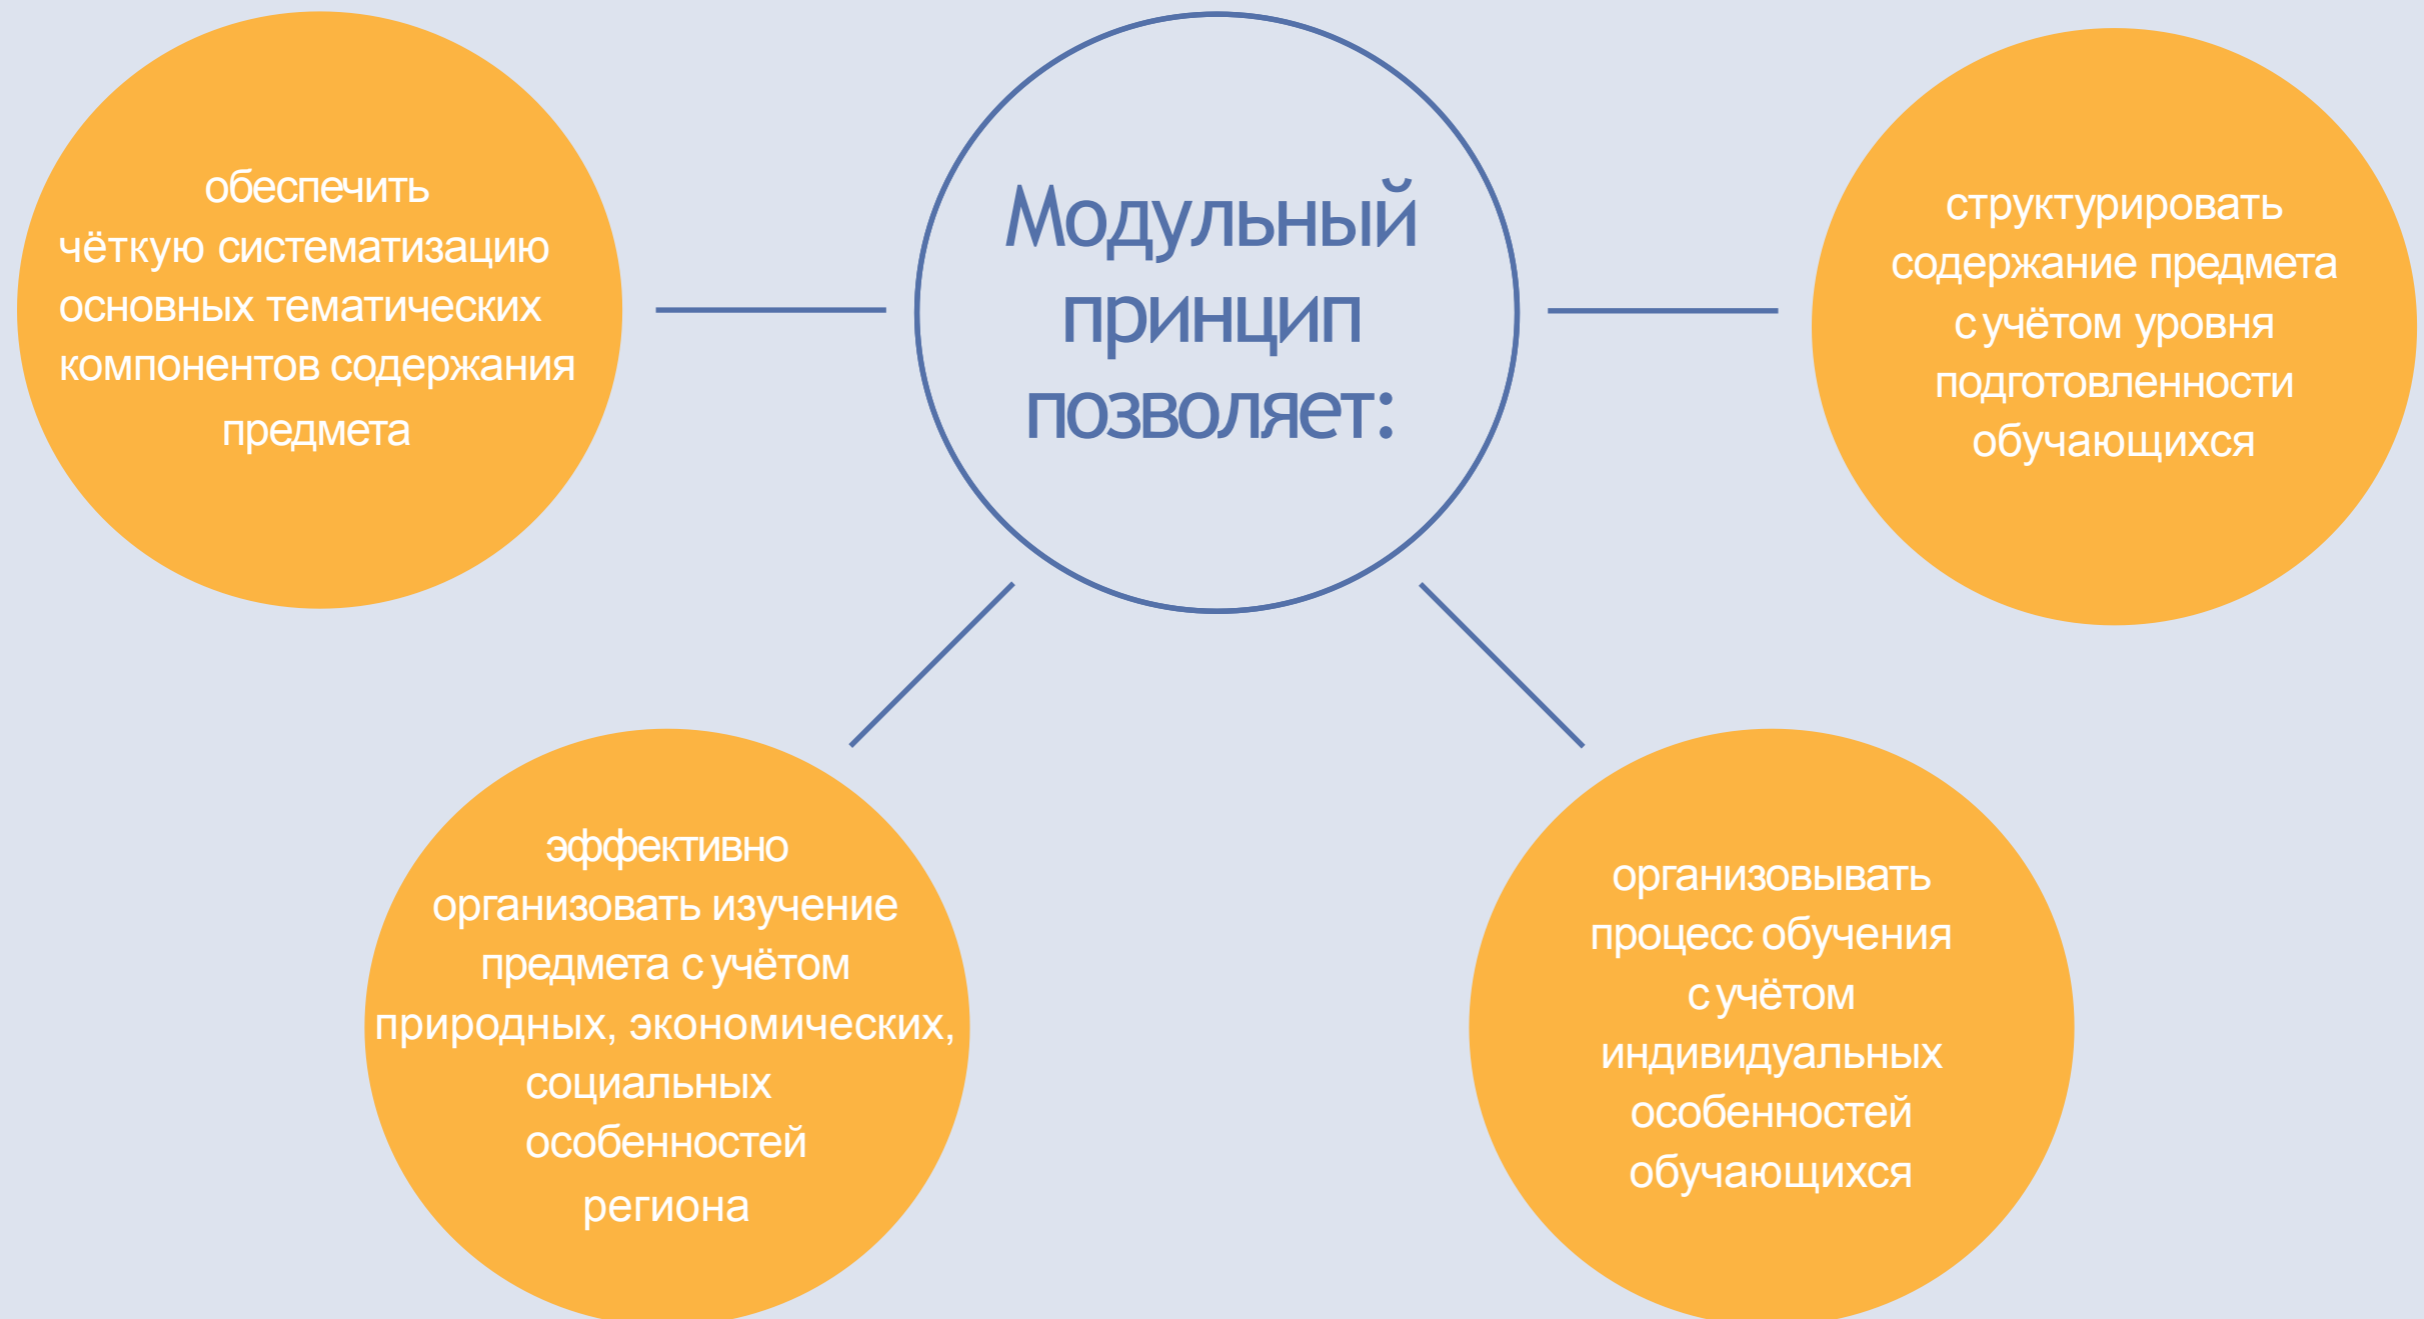 обеспечить
чёткую систематизацию
основных тематических
компонентов содержания
предмета
Модульный
принцип
позволяет:
структурировать
содержание предмета
с учётом уровня
подготовленности
обучающихся
эффективно
организовать изучение
предмета с учётом
природных, экономических,
социальных
особенностей
региона
организовывать
процесс обучения
с учётом
индивидуальных
особенностей
обучающихся